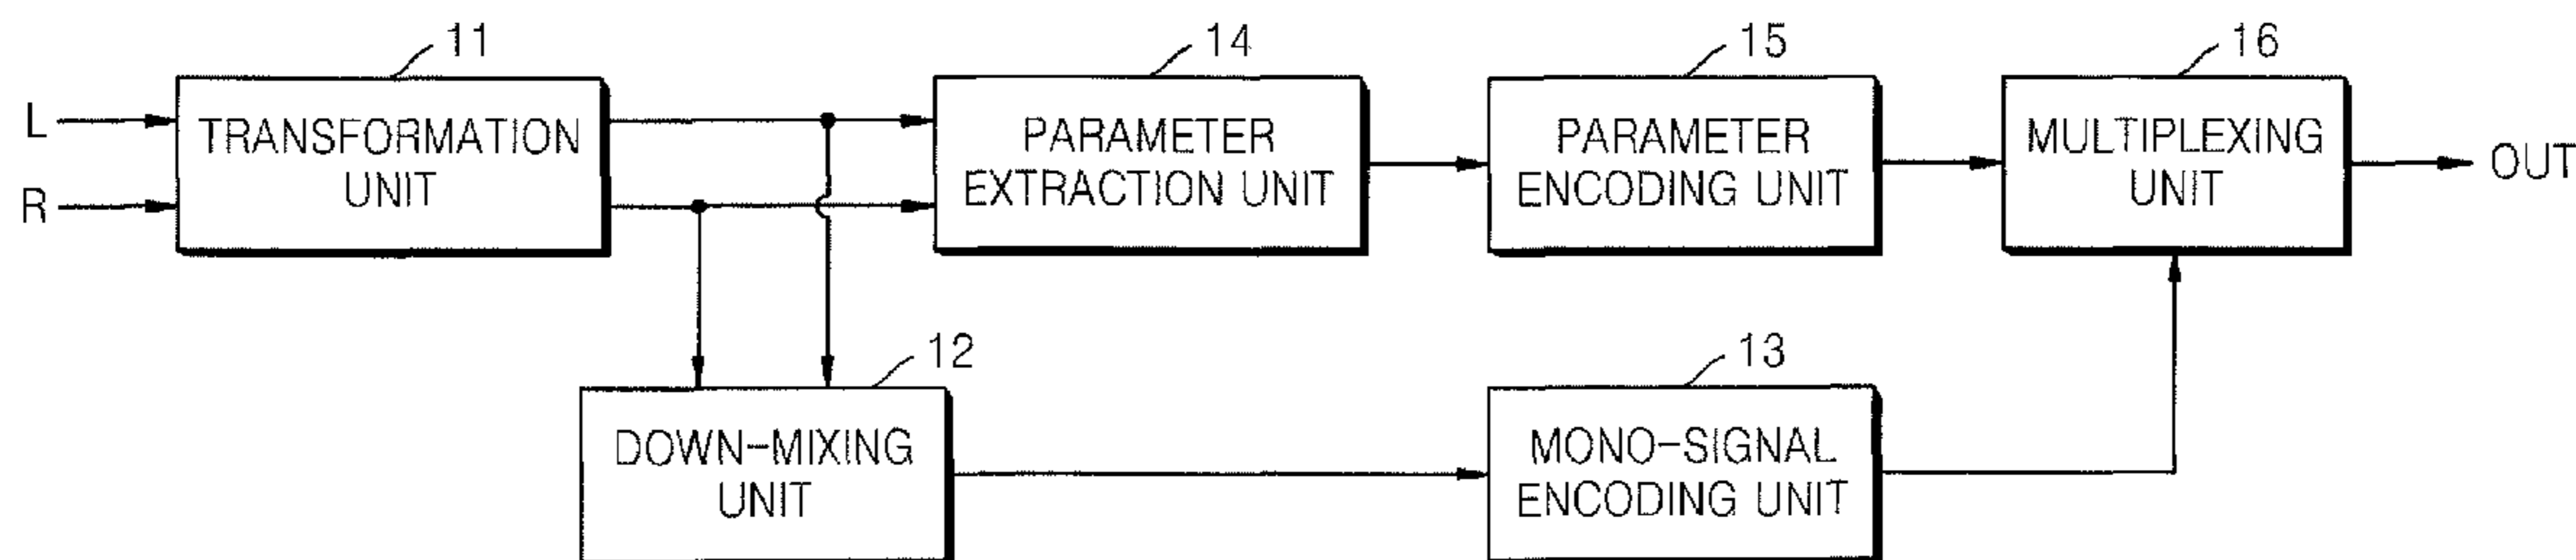 11
14
15
16
L
TRANSFORMATION
UNIT
R
PARAMETER
EXTRACTION UNIT
PARAMETER
ENCODING UNIT
MULTIPLEXING
UNIT
OUT
12
13
DOWN-MIXING
UNIT
MONO-SIGNAL
ENCODING UNIT